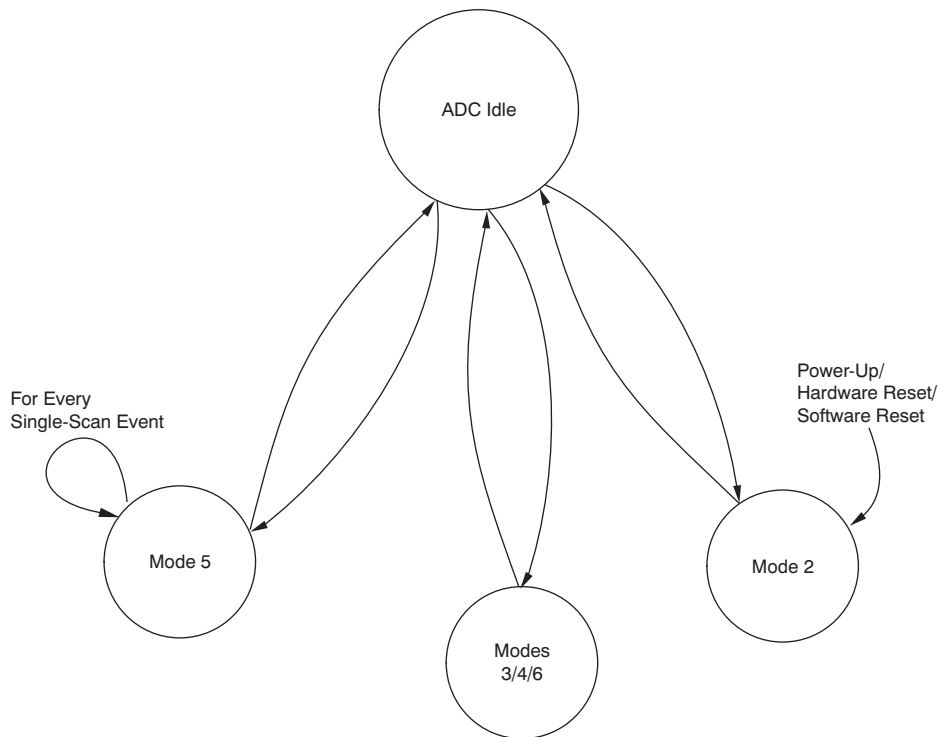 ADC Idle
For Every
Single-Scan Event
Power-Up/
Hardware Reset/
Software Reset
Mode 5
Mode 2
Modes
3/4/6